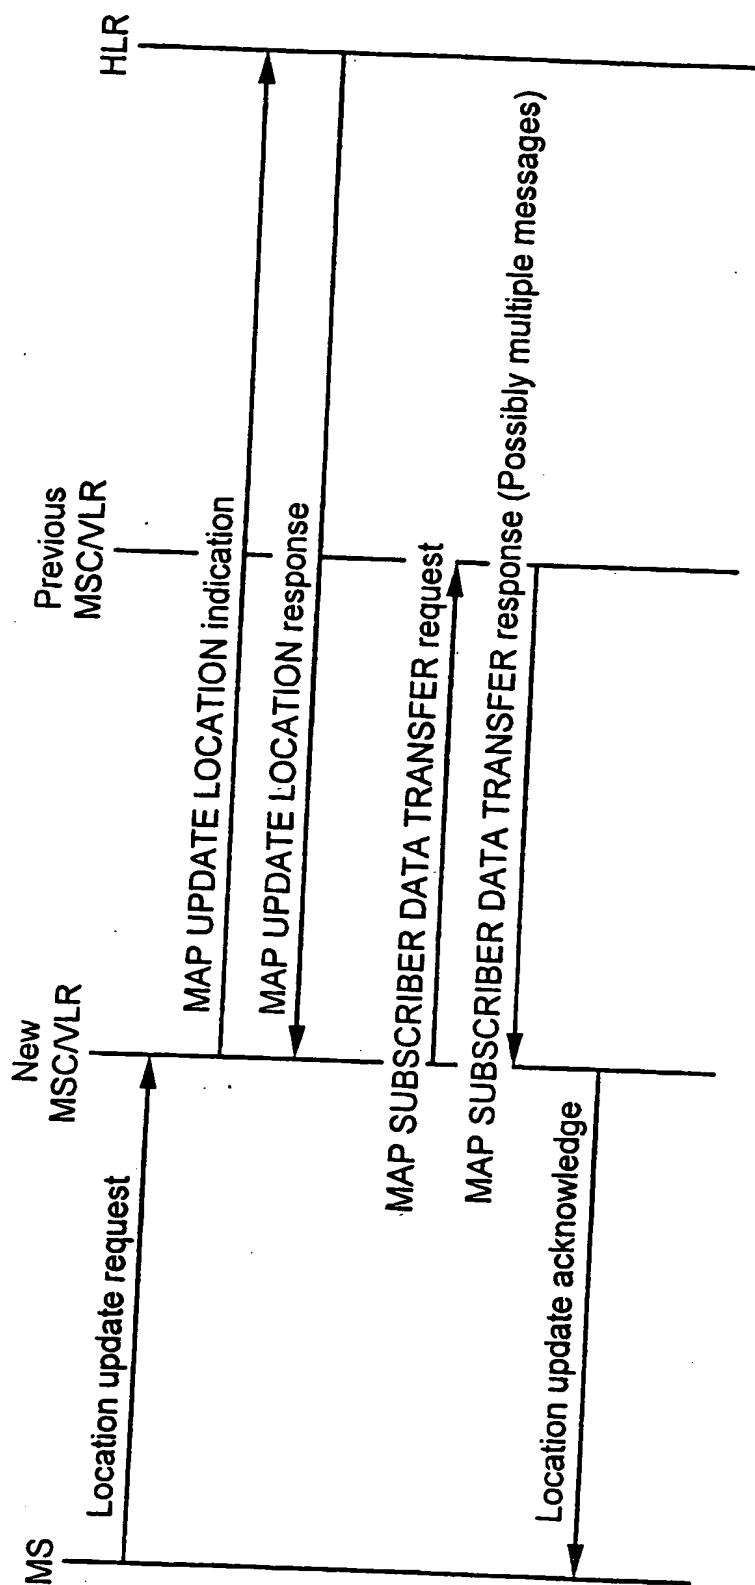 MS
New
MSC/VLR
Previous
MSC/VLR
HLR
Location update request
MAP UPDATE LOCATION indication
MAP UPDATE LOCATION response
MAP SUBSCRIBER DATA TRANSFER request
MAP SUBSCRIBER DATA TRANSFER response (Possibly multiple messages)
Location update acknowledge